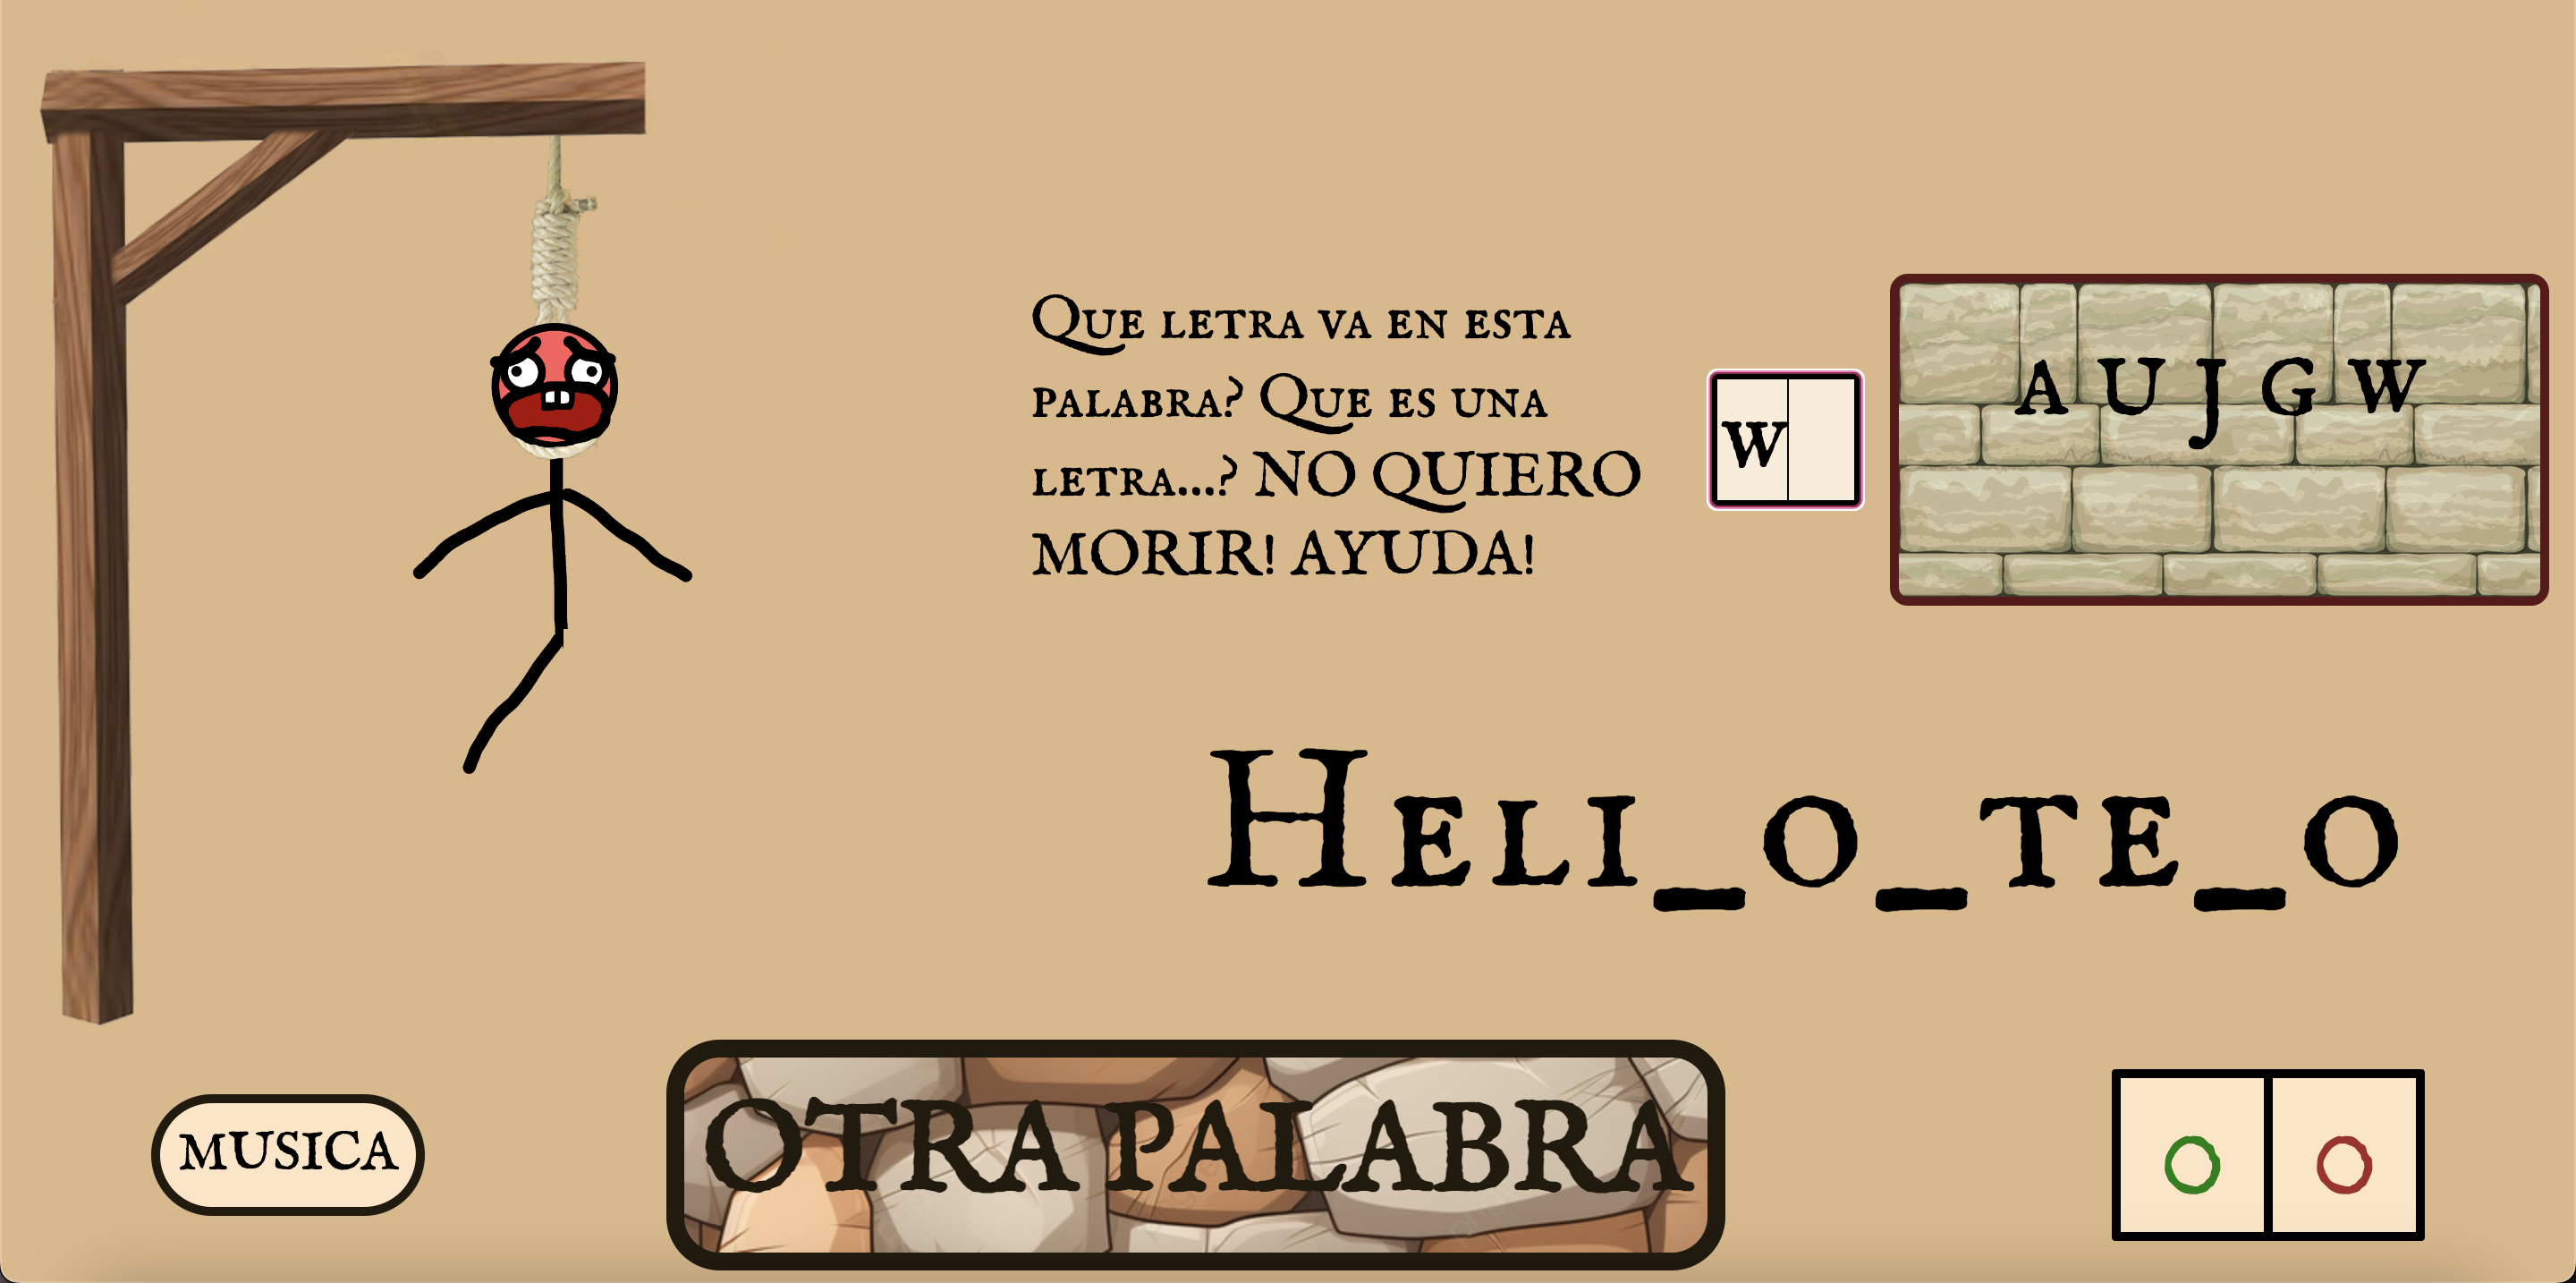 Que letra va en esta
palabra? Que es una
letra...? NO QUIERO
MORIR! AYUDA!
W
A U J G W
Heli_o_te_o
MUSICA
OTRA PALABRA
O O